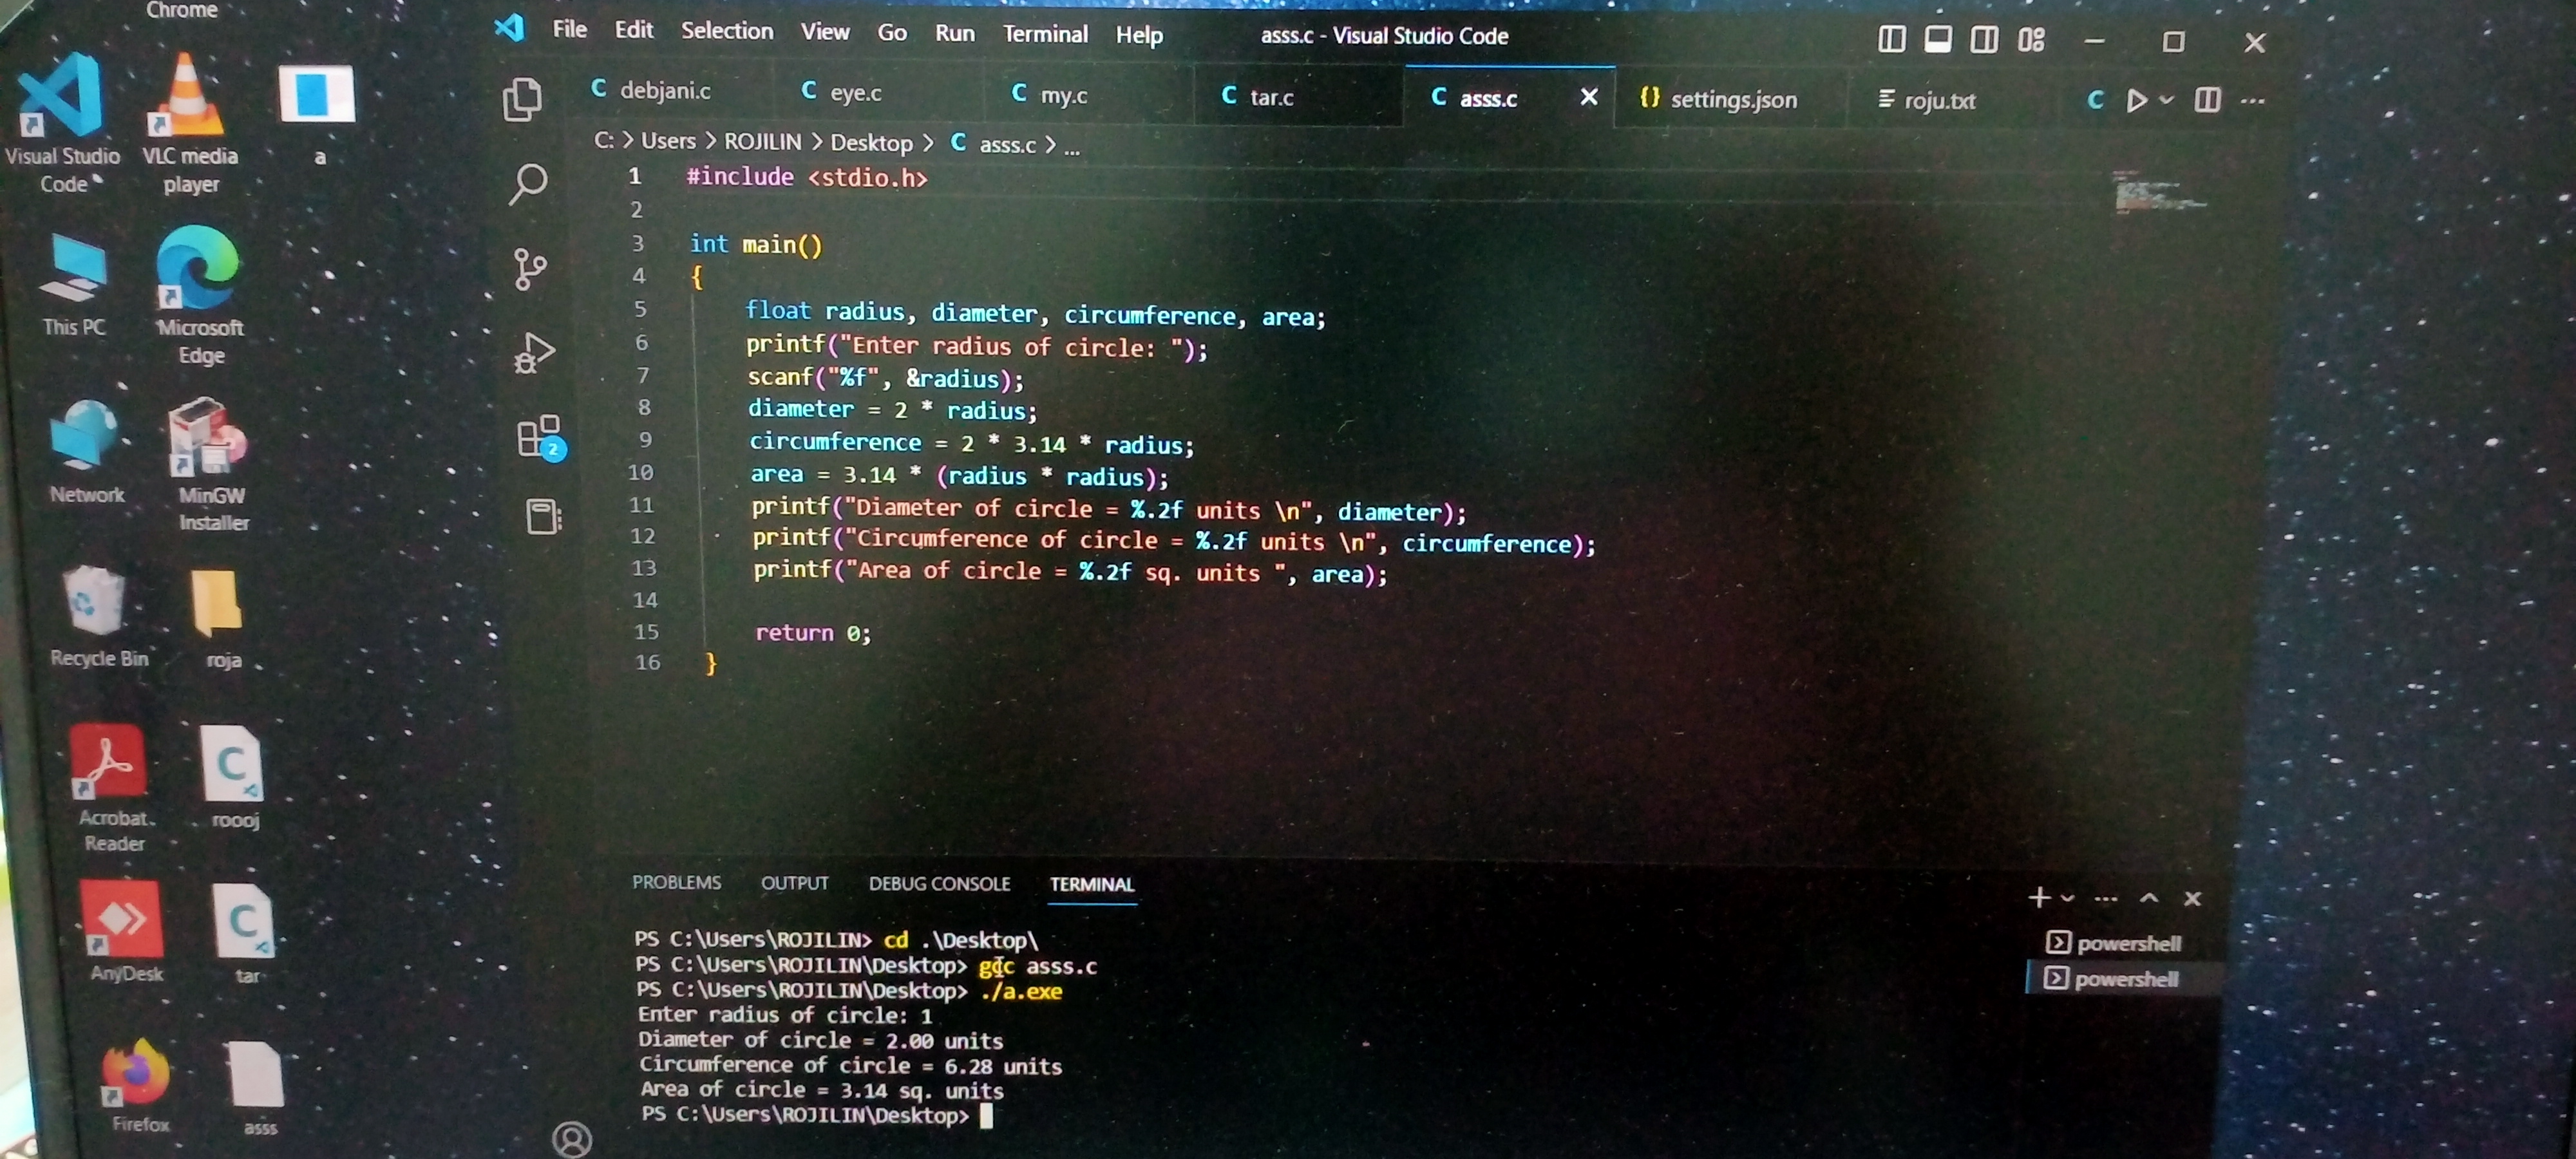 Chrome
Visual Studio Code
VLC media player
a
This PC
Microsoft Edge
Network
MinGW Installer
Recycle Bin
roja
Acrobat Reader
roooj
AnyDesk
tar
Firefox
asss
File Edit Selection View Go Run Terminal Help
asss.c - Visual Studio Code
C debjani.c
C eye.c
C my.c
C tar.c
C asss.c
{} settings.json
roju.txt
C
C: > Users > ROJILIN > Desktop > C asss.c > ...
1 #include <stdio.h>
2
3 int main()
4 {
5 float radius, diameter, circumference, area;
6 printf("Enter radius of circle: ");
7 scanf("%f", &radius);
8 diameter = 2 * radius;
9 circumference = 2 * 3.14 * radius;
10 area = 3.14 * (radius * radius);
11 printf("Diameter of circle = %.2f units \n", diameter);
12 printf("Circumference of circle = %.2f units \n", circumference);
13 printf("Area of circle = %.2f sq. units ", area);
14
15 return 0;
16 }
2
PROBLEMS OUTPUT DEBUG CONSOLE TERMINAL
PS C:\Users\ROJILIN> cd .\Desktop\
PS C:\Users\ROJILIN\Desktop> gcc asss.c
PS C:\Users\ROJILIN\Desktop> ./a.exe
Enter radius of circle: 1
Diameter of circle = 2.00 units
Circumference of circle = 6.28 units
Area of circle = 3.14 sq. units
PS C:\Users\ROJILIN\Desktop>
powershell
powershell